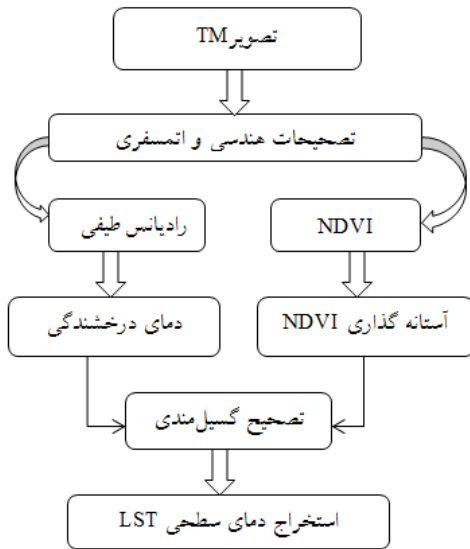 تصویرTM
تصحیحات هندسی و اتمسفری
رادیانس طیفی
NDVI
دمای درخشندگی
آستانه گذاری NDVI
تصحیح گسیل‌مندی
استخراج دمای سطحی LST